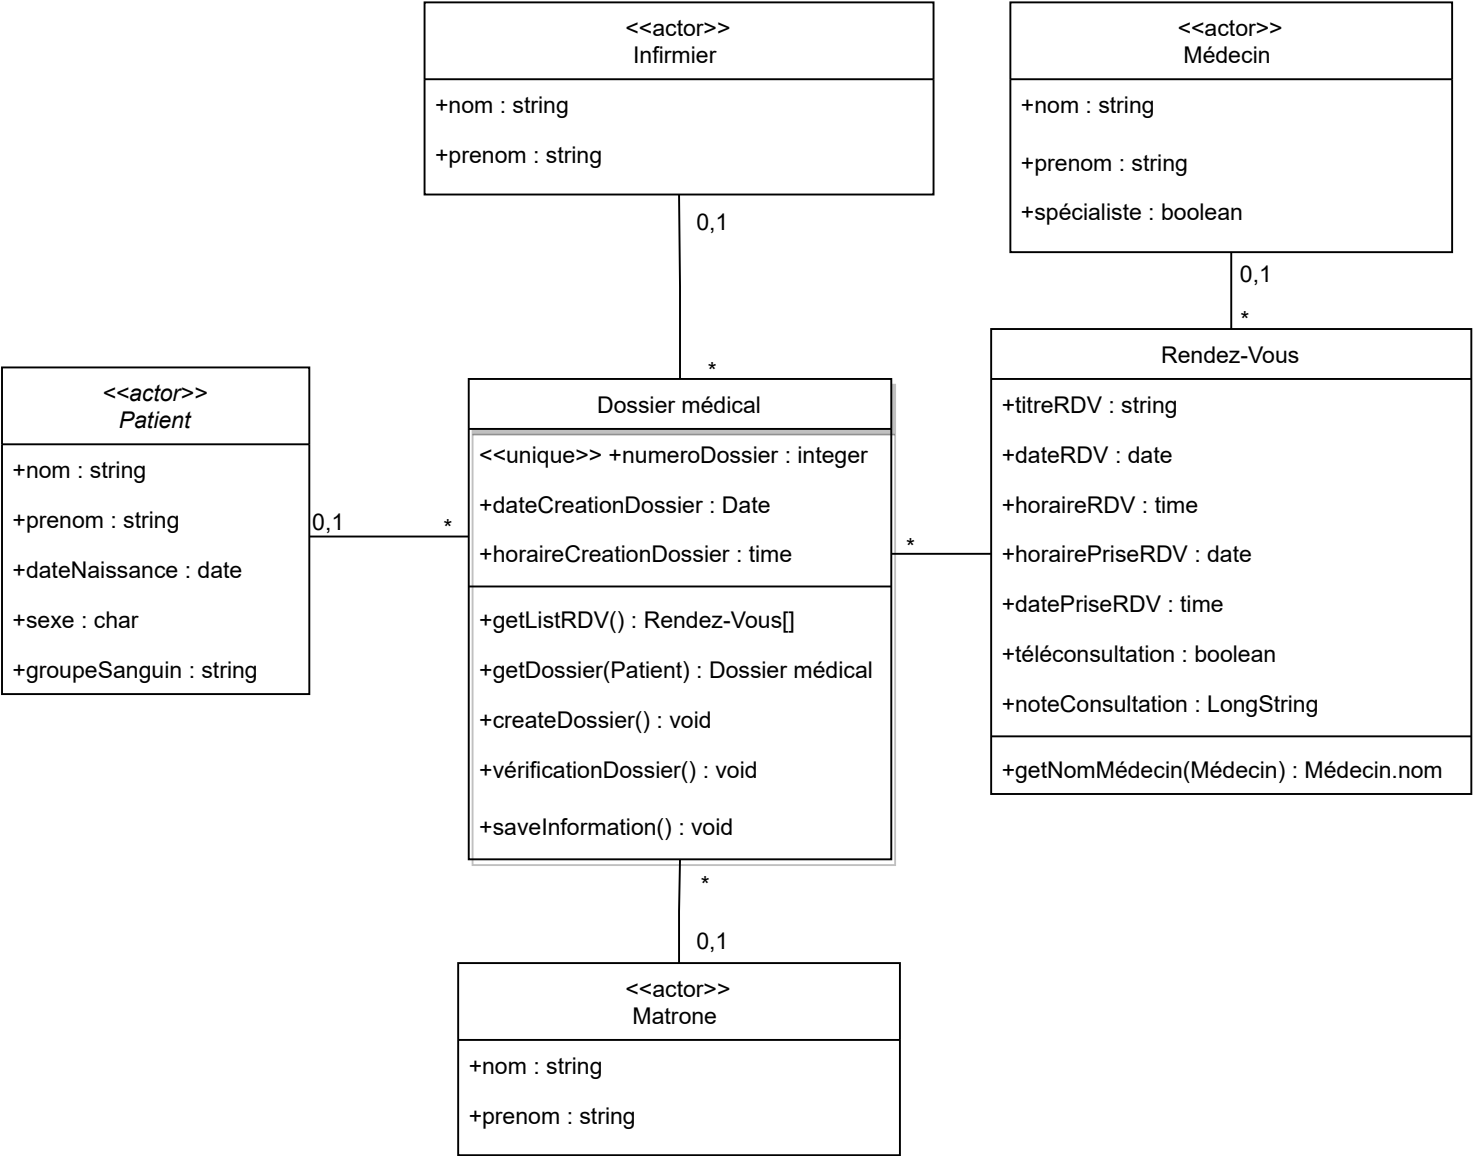 <<actor>>
Infirmier
+nom : string
+prenom : string
0,1
*
<<actor>>
Médecin
+nom : string
+prenom : string
+spécialiste : boolean
0,1
*
<<actor>>
Patient
+nom : string
+prenom : string
+dateNaissance : date
+sexe : char
+groupeSanguin : string
0,1
*
Dossier médical
<<unique>> +numeroDossier : integer
+dateCreationDossier : Date
+horaireCreationDossier : time
+getListRDV() : Rendez-Vous[]
+getDossier(Patient) : Dossier médical
+createDossier() : void
+vérificationDossier() : void
+saveInformation() : void
*
Rendez-Vous
+titreRDV : string
+dateRDV : date
+horaireRDV : time
+horairePriseRDV : date
+datePriseRDV : time
+téléconsultation : boolean
+noteConsultation : LongString
+getNomMédecin(Médecin) : Médecin.nom
*
0,1
<<actor>>
Matrone
+nom : string
+prenom : string